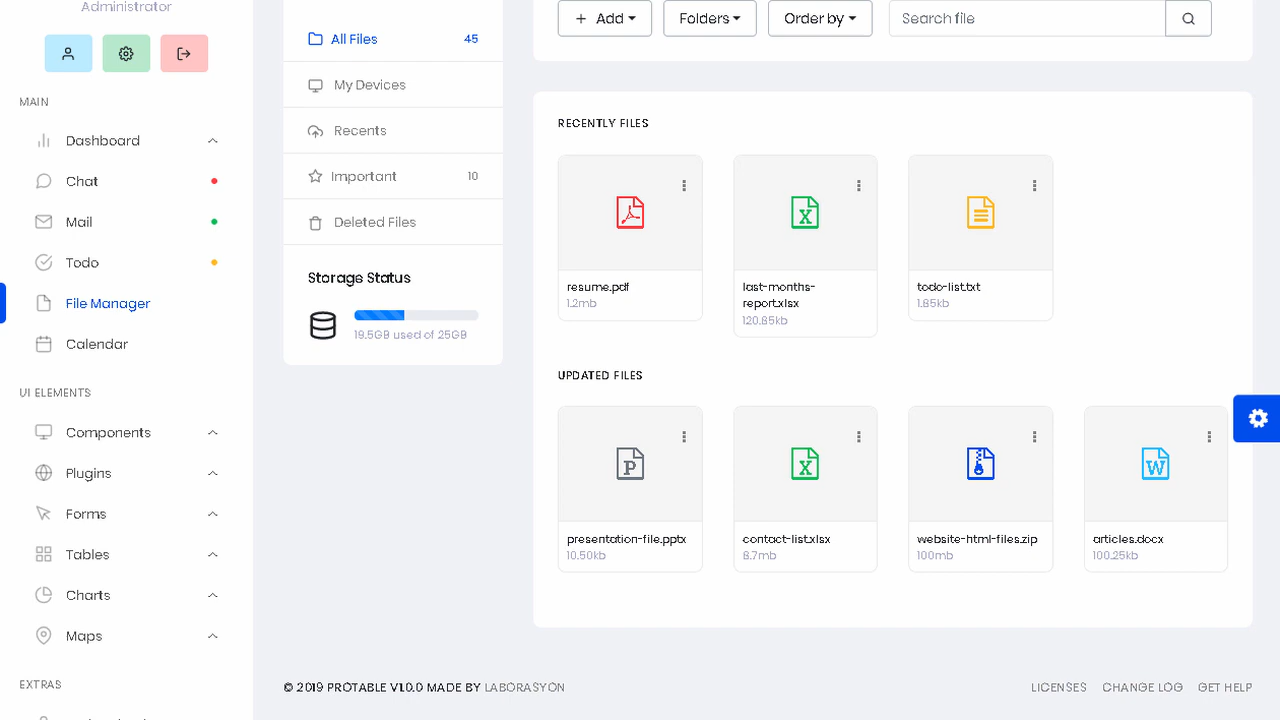 Administrator
MAIN
Dashboard
Chat
Mail
Todo
File Manager
Calendar
UI ELEMENTS
Components
Plugins
Forms
Tables
Charts
Maps
EXTRAS
All Files 45
My Devices
Recents
Important 10
Deleted Files
Storage Status
19.5GB used of 25GB
Add
Folders
Order by
Search file
RECENTLY FILES
resume.pdf
1.2mb
last-months-
report.xlsx
120.85kb
todo-list.txt
1.85kb
UPDATED FILES
presentation-file.pptx
10.50kb
contact-list.xlsx
8.7mb
website-html-files.zip
100mb
articles.docx
100.25kb
© 2019 PROTABLE V1.0.0 MADE BY LABORASYON
LICENSES CHANGE LOG GET HELP